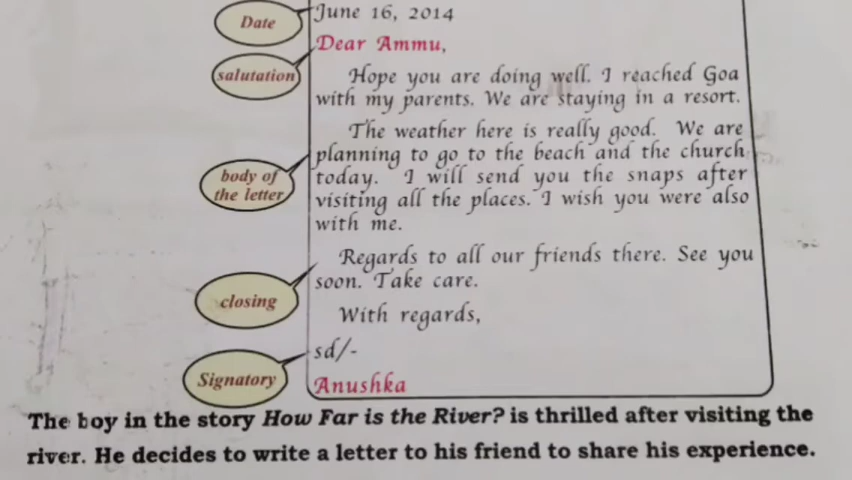 Date
June 16, 2014
Dear Ammu,
salutation
Hope you are doing well. I reached Goa
with my parents. We are staying in a resort.
The weather here is really good. We are
planning to go to the beach and the church
body of
the letter
today. I will send you the snaps after
visiting all the places. I wish you were also
with me.
Regards to all our friends there. See you
soon. Take care.
closing
With regards,
sd/-
Signatory
Anushka
The boy in the story How Far is the River? is thrilled after visiting the
river. He decides to write a letter to his friend to share his experience.